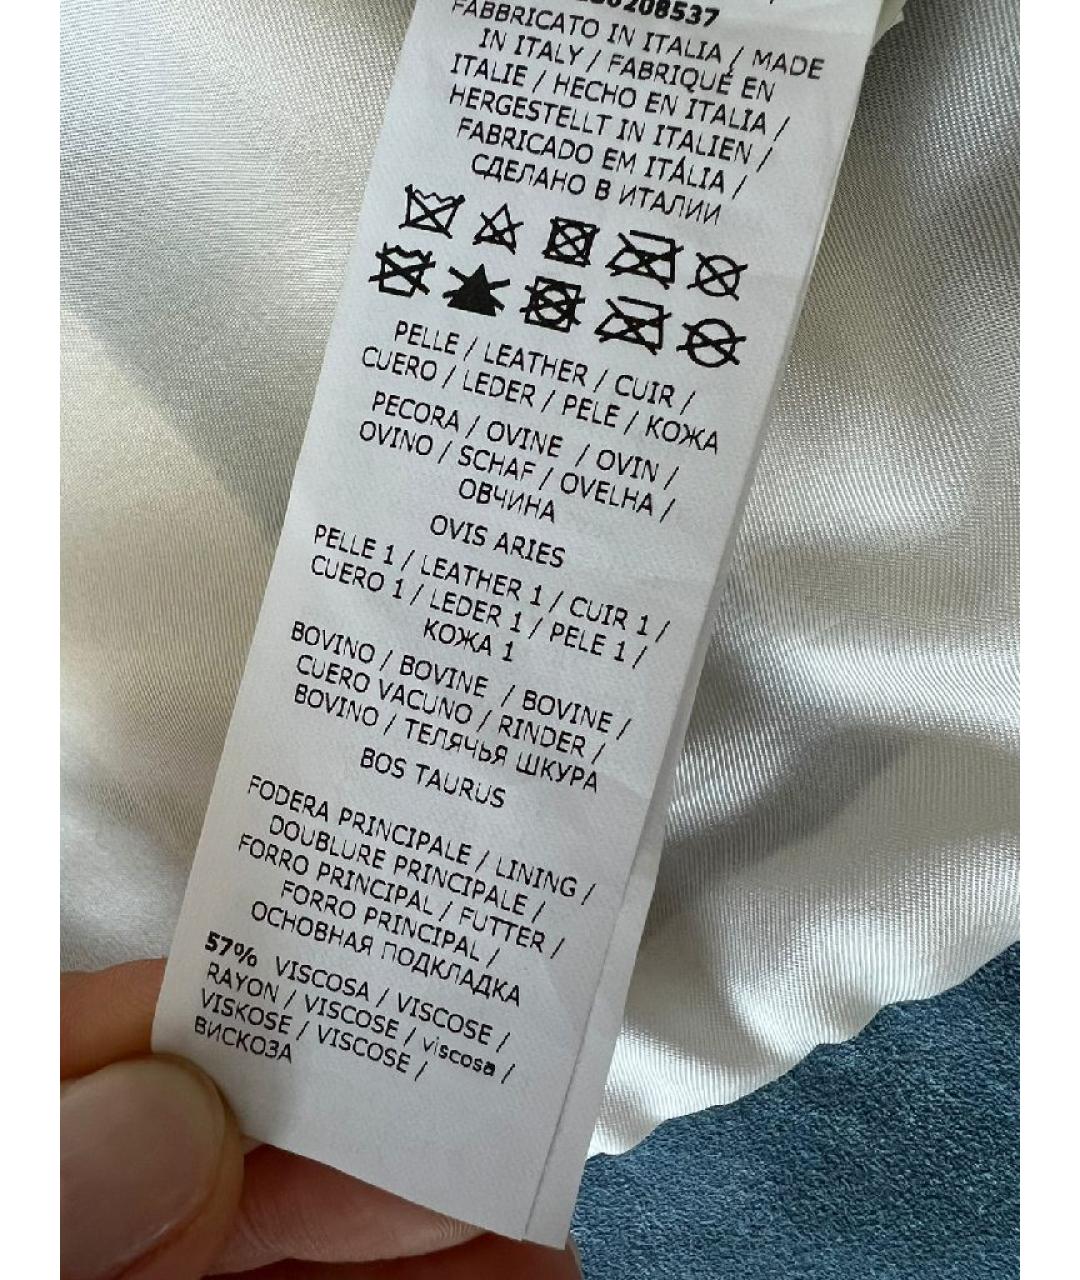 FABBRICATO IN ITALIA / MADE
IN ITALY / FABRIQUÉ EN
ITALIE / HECHO EN ITALIA /
HERGESTELLT IN ITALIEN /
FABRICADO EM ITÁLIA /
СДЕЛАНО В ИТАЛИИ
PELLE / LEATHER / CUIR /
CUERO / LEDER / PELE / КОЖА
PECORA / OVINE / OVIN /
OVINO / SCHAF / OVELHA /
ОВЧИНА
OVIS ARIES
PELLE 1 / LEATHER 1 / CUIR 1 /
CUERO 1 / LEDER 1 / PELE 1 /
КОЖА 1
BOVINO / BOVINE / BOVINE /
CUERO VACUNO / RINDER /
BOVINO / ТЕЛЯЧЬЯ ШКУРА
BOS TAURUS
FODERA PRINCIPALE / LINING /
DOUBLURE PRINCIPALE /
FORRO PRINCIPAL / FUTTER /
FORRO PRINCIPAL /
ОСНОВНАЯ ПОДКЛАДКА
57% VISCOSA / VISCOSE /
RAYON / VISCOSE / viscosa /
VISKOSE / VISCOSE /
ВИСКОЗА